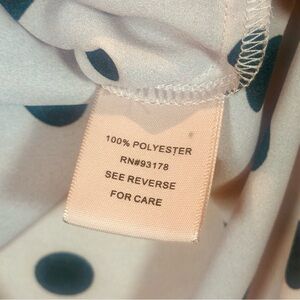 100% POLYESTER
RN#93178
SEE REVERSE
FOR CARE